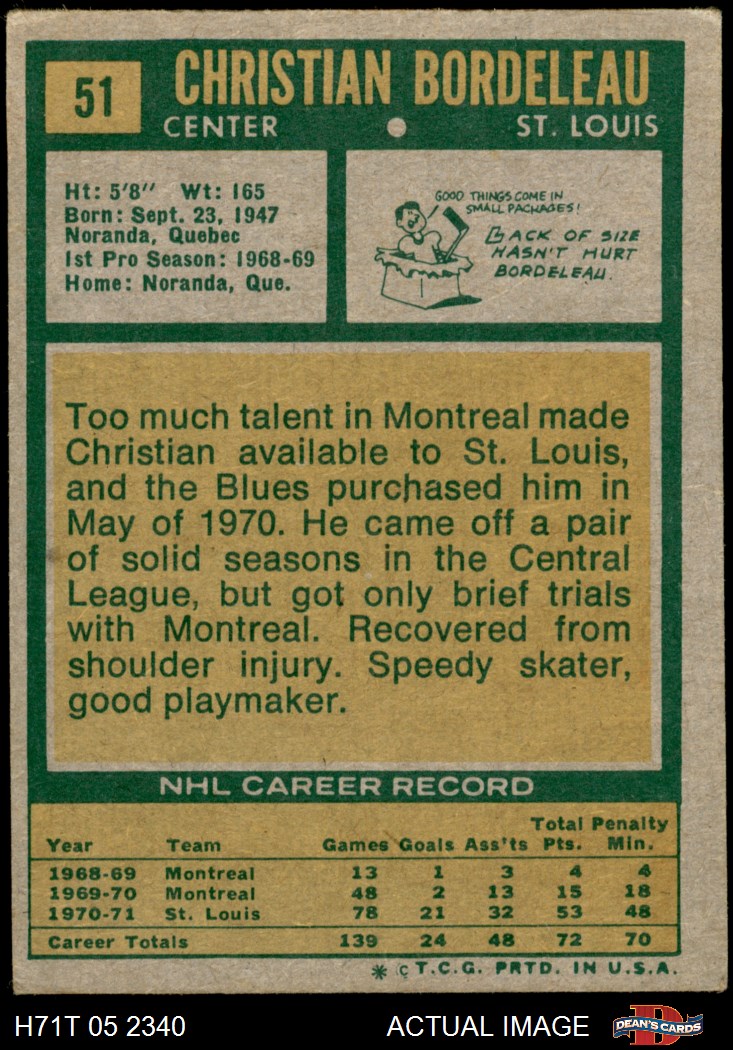 51
CHRISTIAN BORDELEAU
CENTER • ST. LOUIS
Ht: 5'8" Wt: 165
Born: Sept. 23, 1947
Noranda, Quebec
1st Pro Season: 1968-69
Home: Noranda, Que.
GOOD THINGS COME IN
SMALL PACKAGES!
LACK OF SIZE
HASN'T HURT
BORDELEAU.
Too much talent in Montreal made
Christian available to St. Louis,
and the Blues purchased him in
May of 1970. He came off a pair
of solid seasons in the Central
League, but got only brief trials
with Montreal. Recovered from
shoulder injury. Speedy skater,
good playmaker.
NHL CAREER RECORD
Total Penalty
Year Team Games Goals Ass'ts Pts. Min.
1968-69 Montreal 13 1 3 4 4
1969-70 Montreal 48 2 13 15 18
1970-71 St. Louis 78 21 32 53 48
Career Totals 139 24 48 72 70
* © T.C.G. PRTD. IN U.S.A.
H71T 05 2340 ACTUAL IMAGE
D
DEAN'S CARDS